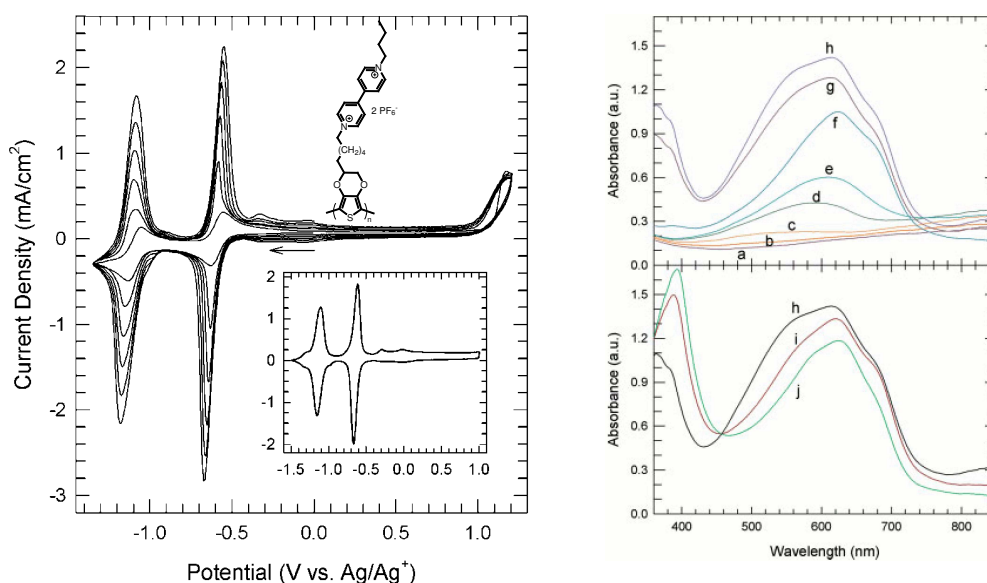 2
1
0
-1
-2
-3
Current Density (mA/cm²)
-1.0
-0.5
0.0
0.5
1.0
Potential (V vs. Ag/Ag⁺)
N
⊕
2 PF₆⁻
N
⊕
(CH₂)₄
O
O
S
n
2
1
0
-1
-2
-1.5
-1.0
-0.5
0.0
0.5
1.0
1.5
1.2
0.9
0.6
0.3
0.0
Absorbance (a.u.)
h
g
f
e
d
c
b
a
1.5
1.2
0.9
0.6
0.3
0.0
Absorbance (a.u.)
h
i
j
400
500
600
700
800
Wavelength (nm)